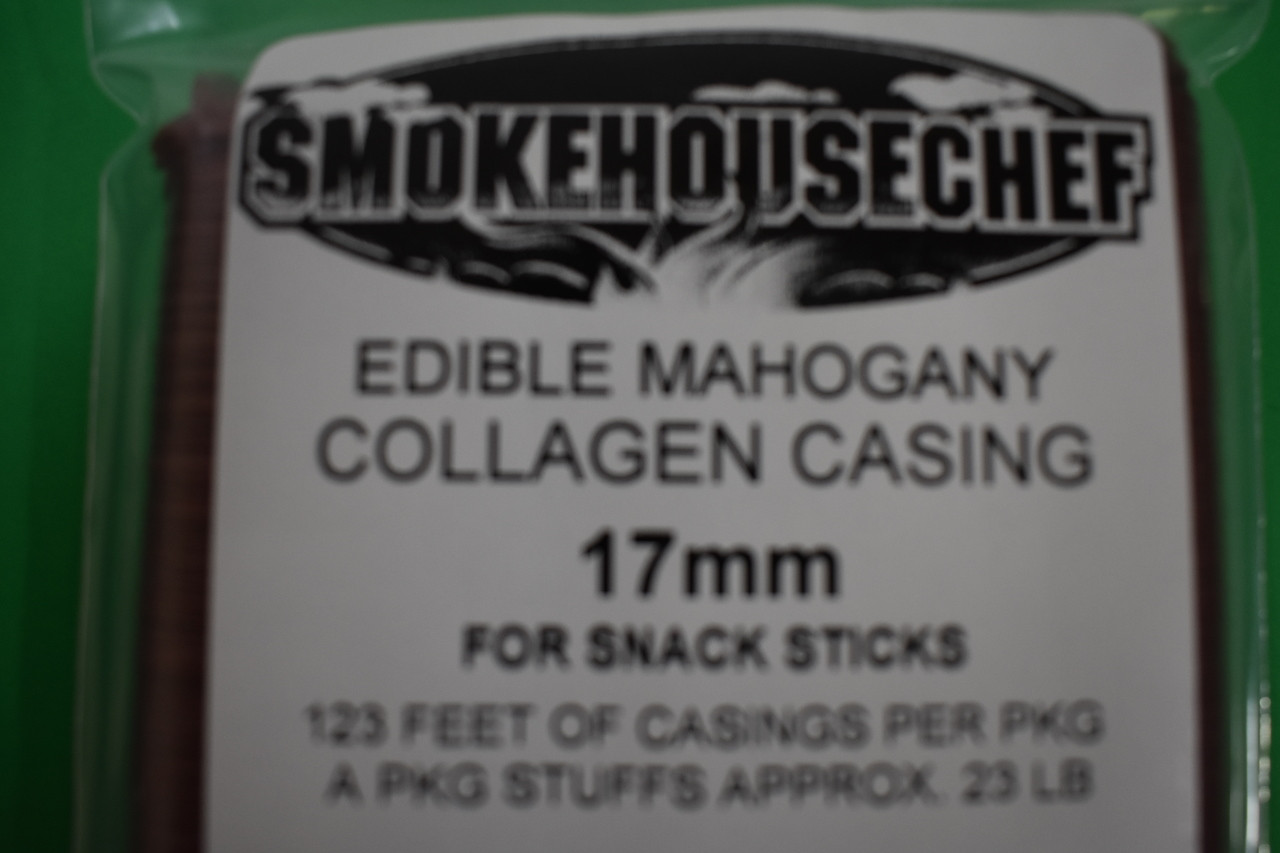 SMOKEHOUSECHEF
EDIBLE MAHOGANY
COLLAGEN CASING
17mm
FOR SNACK STICKS
123 FEET OF CASINGS PER PKG
A PKG STUFFS APPROX. 23 LB